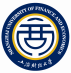 SHANGHAI UNIVERSITY OF FINANCE AND ECONOMICS
上海财经大学